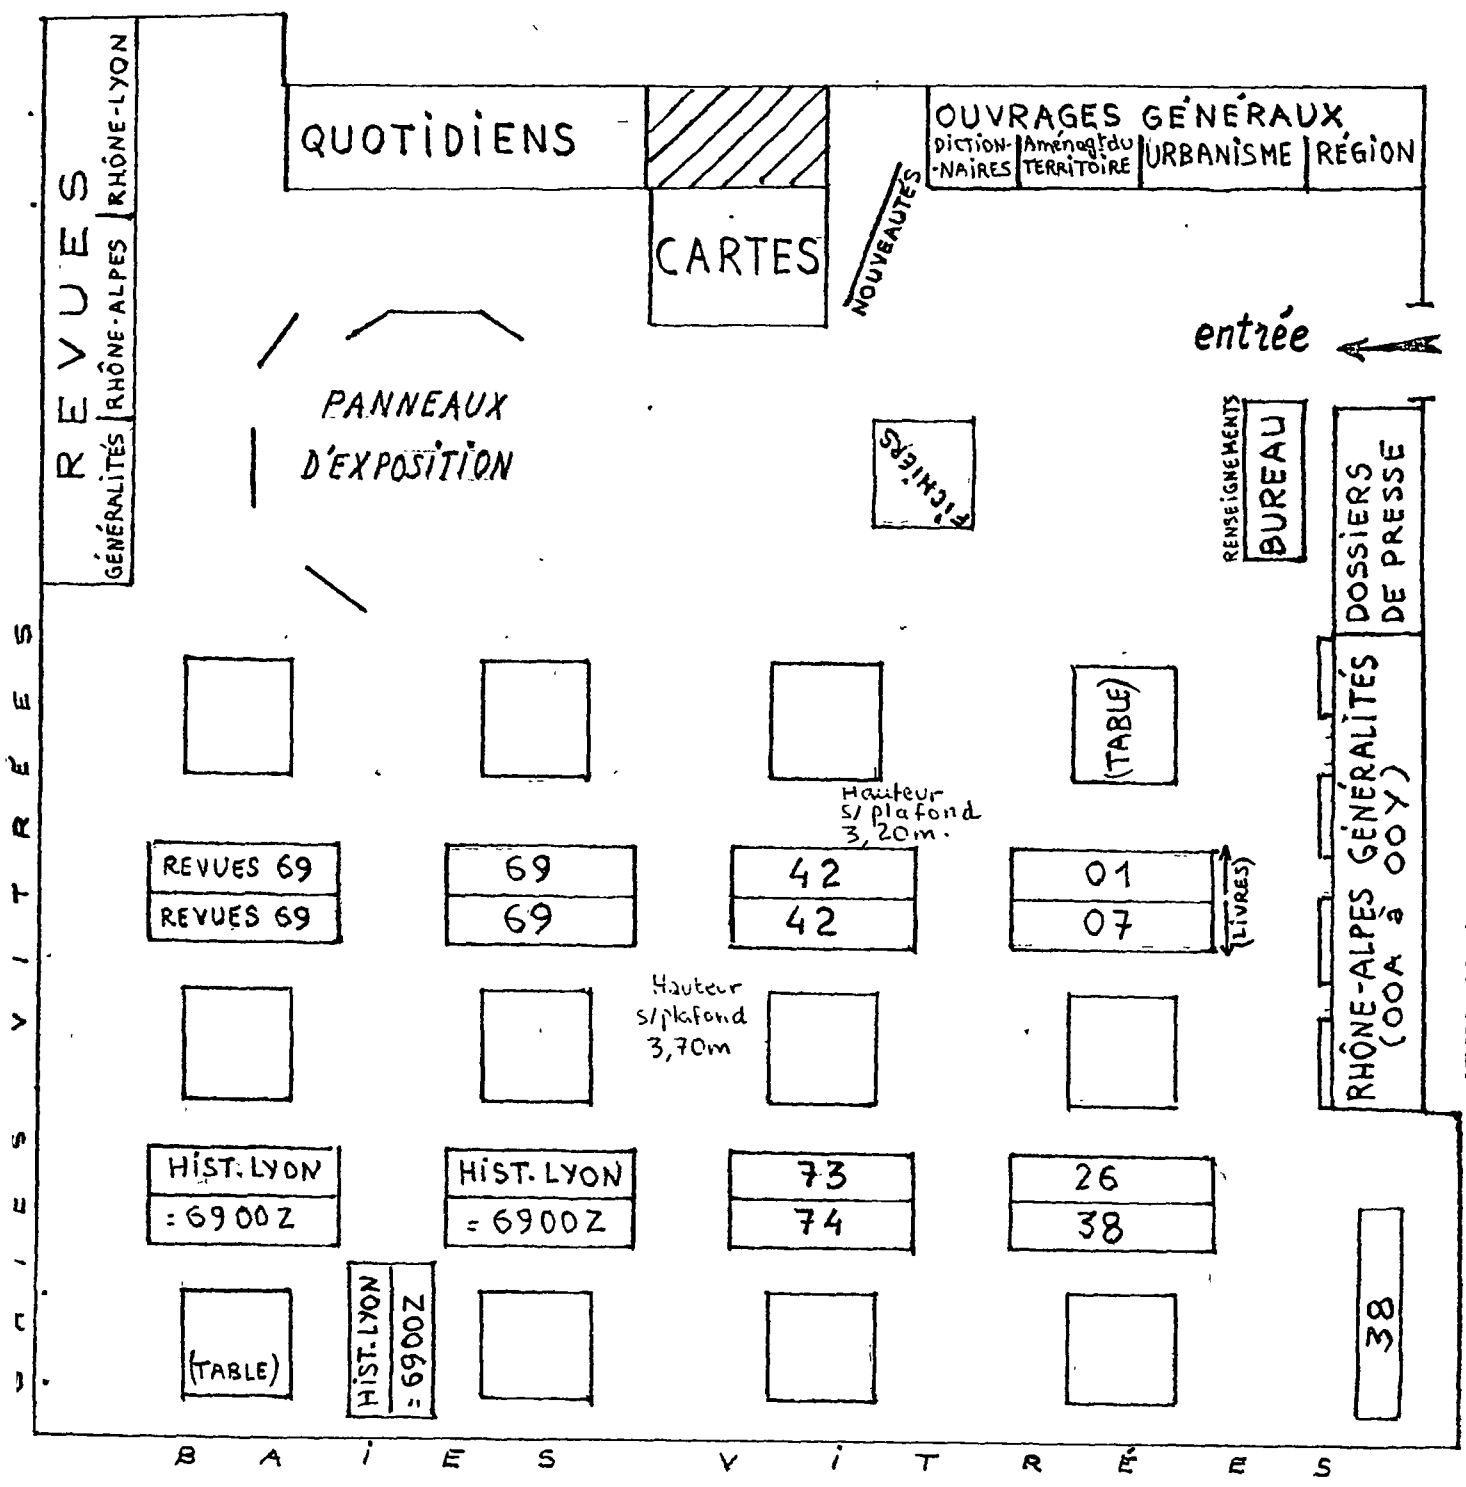 QUOTIDIENS
OUVRAGES GÉNÉRAUX
DICTION-
-NAIRES
Aménagt du
TERRITOIRE
URBANISME
RÉGION
REVUES
RHÔNE-LYON
RHÔNE-ALPES
GÉNÉRALITÉS
CARTES
NOUVEAUTÉS
entrée
PANNEAUX
D'EXPOSITION
FICHIERS
RENSEIGNEMENTS
BUREAU
DOSSIERS
DE PRESSE
RHÔNE-ALPES GÉNÉRALITÉS
(00A à 00Y)
(TABLE)
Hauteur
s/plafond
3,20m.
REVUES 69
REVUES 69
69
69
42
42
01
07
(LIVRES)
Hauteur
s/plafond
3,70m
HIST. LYON
= 6900Z
HIST. LYON
= 6900Z
73
74
26
38
(TABLE)
HIST. LYON
= 6900Z
38
BAIES VITRÉES
BAIES VITRÉES